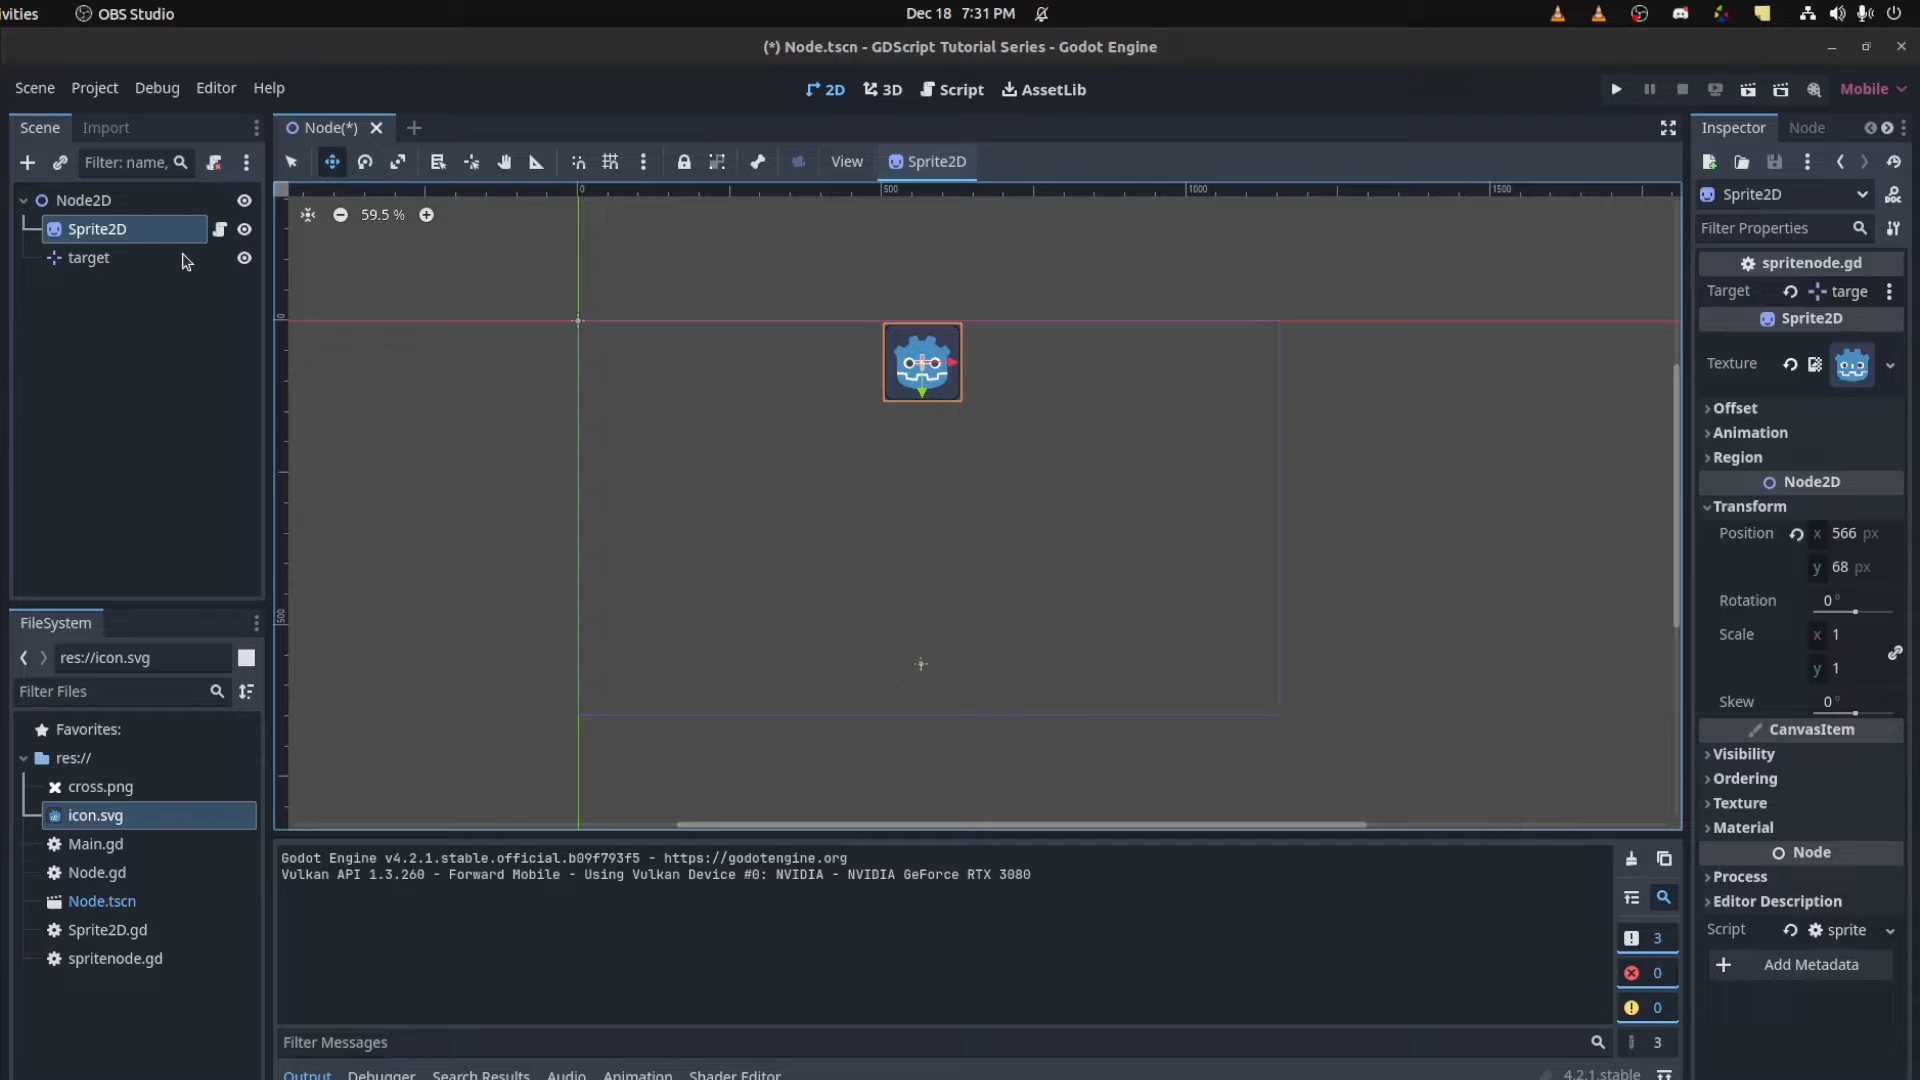 ivities
OBS Studio
Dec 18 7:31 PM
(*) Node.tscn - GDScript Tutorial Series - Godot Engine
Scene
Project
Debug
Editor
Help
2D
3D
Script
AssetLib
Mobile
Scene
Import
Node(*)
Inspector
Node
Filter: name,
View
Sprite2D
Node2D
Sprite2D
target
0
500
1000
1500
59.5 %
0
500
Sprite2D
Filter Properties
spritenode.gd
Target
targe
Sprite2D
Texture
Offset
Animation
Region
Node2D
Transform
Position
x 566 px
y 68 px
Rotation
0 °
Scale
x 1
y 1
Skew
0 °
CanvasItem
Visibility
Ordering
Texture
Material
Node
Process
Editor Description
Script
sprite
Add Metadata
FileSystem
res://icon.svg
Filter Files
Favorites:
res://
cross.png
icon.svg
Main.gd
Node.gd
Node.tscn
Sprite2D.gd
spritenode.gd
Godot Engine v4.2.1.stable.official.b09f793f5 - https://godotengine.org
Vulkan API 1.3.260 - Forward Mobile - Using Vulkan Device #0: NVIDIA - NVIDIA GeForce RTX 3080
3
0
0
3
Filter Messages
Output
Debugger
Search Results
Audio
Animation
Shader Editor
4.2.1.stable